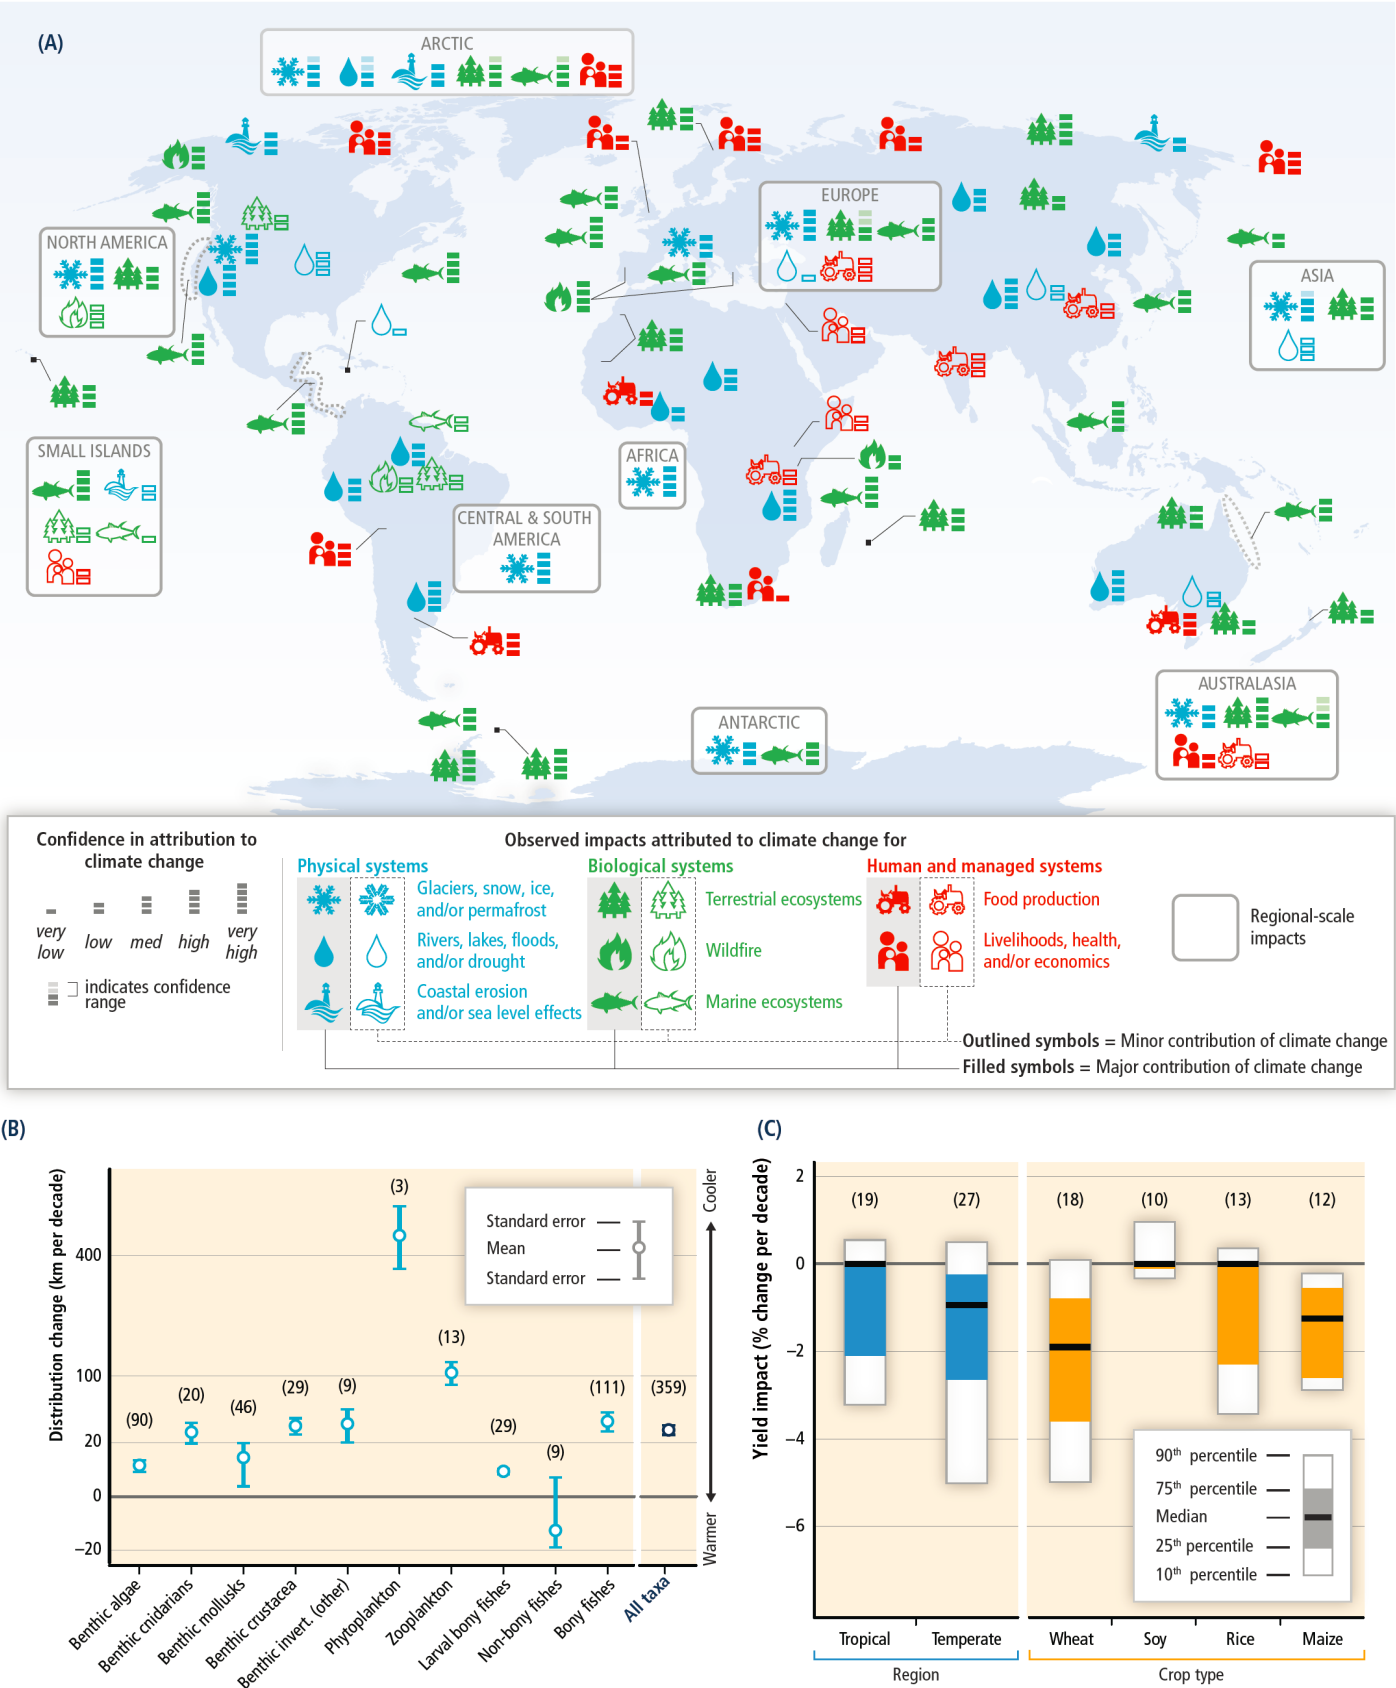 (A)
ARCTIC
EUROPE
NORTH AMERICA
ASIA
SMALL ISLANDS
AFRICA
CENTRAL & SOUTH
AMERICA
AUSTRALASIA
ANTARCTIC
Confidence in attribution to
climate change
very
low
low
med
high
very
high
indicates confidence
range
Observed impacts attributed to climate change for
Physical systems
Glaciers, snow, ice,
and/or permafrost
Rivers, lakes, floods,
and/or drought
Coastal erosion
and/or sea level effects
Biological systems
Terrestrial ecosystems
Wildfire
Marine ecosystems
Human and managed systems
Food production
Livelihoods, health,
and/or economics
Regional-scale
impacts
Outlined symbols = Minor contribution of climate change
Filled symbols = Major contribution of climate change
(B)
Distribution change (km per decade)
400
100
20
0
−20
(90)
(20)
(46)
(29)
(9)
(3)
(13)
(29)
(9)
(111)
(359)
Standard error
Mean
Standard error
Cooler
Warmer
Benthic algae
Benthic cnidarians
Benthic mollusks
Benthic crustacea
Benthic invert. (other)
Phytoplankton
Zooplankton
Larval bony fishes
Non-bony fishes
Bony fishes
All taxa
(C)
Yield impact (% change per decade)
2
0
−2
−4
−6
(19)
(27)
(18)
(10)
(13)
(12)
90th percentile
75th percentile
Median
25th percentile
10th percentile
Tropical
Temperate
Wheat
Soy
Rice
Maize
Region
Crop type